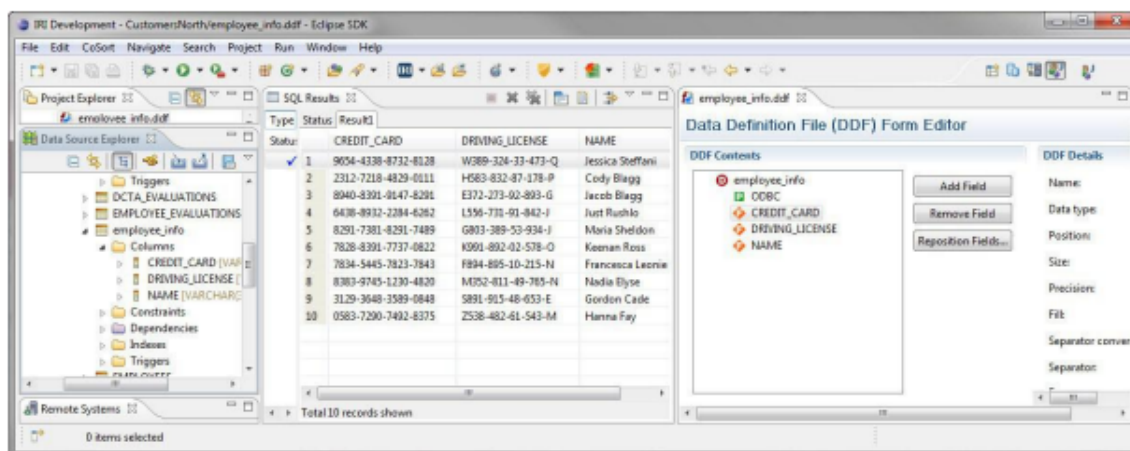 IRI Development - CustomersNorth/employee_info.ddf - Eclipse SDK
File Edit CoSort Navigate Search Project Run Window Help
Project Explorer
employee_info.ddf
Data Source Explorer
Triggers
DCTA_EVALUATIONS
EMPLOYEE_EVALUATIONS
employee_info
Columns
CREDIT_CARD [VAR
DRIVING_LICENSE [
NAME [VARCHAR(
Constraints
Dependencies
Indexes
Triggers
Remote Systems
0 items selected
SQL Results
Type Status Result1
Status CREDIT_CARD DRIVING_LICENSE NAME
1 9654-4338-8732-8128 W389-324-33-473-Q Jessica Steffani
2 2312-7218-4829-0111 H583-832-87-178-P Cody Blagg
3 8940-8391-9147-8291 E372-273-92-893-G Jacob Blagg
4 6438-8932-2284-6262 L556-731-91-842-J Just Rushlo
5 8291-7381-8291-7489 G803-389-53-934-J Maria Sheldon
6 7828-8391-7737-0822 K991-892-02-578-O Keenan Ross
7 7834-5445-7823-7843 F894-895-10-215-N Francesca Leonie
8 8383-9745-1230-4820 M352-811-49-765-N Nadia Elyse
9 3129-3648-3589-0848 S891-915-48-653-E Gordon Cade
10 0583-7290-7492-8375 Z538-482-61-543-M Hanna Fay
Total 10 records shown
employee_info.ddf
Data Definition File (DDF) Form Editor
DDF Contents
employee_info
ODBC
CREDIT_CARD
DRIVING_LICENSE
NAME
Add Field
Remove Field
Reposition Fields...
DDF Details
Name:
Data type:
Position:
Size:
Precision:
Fill:
Separator conver
Separator: